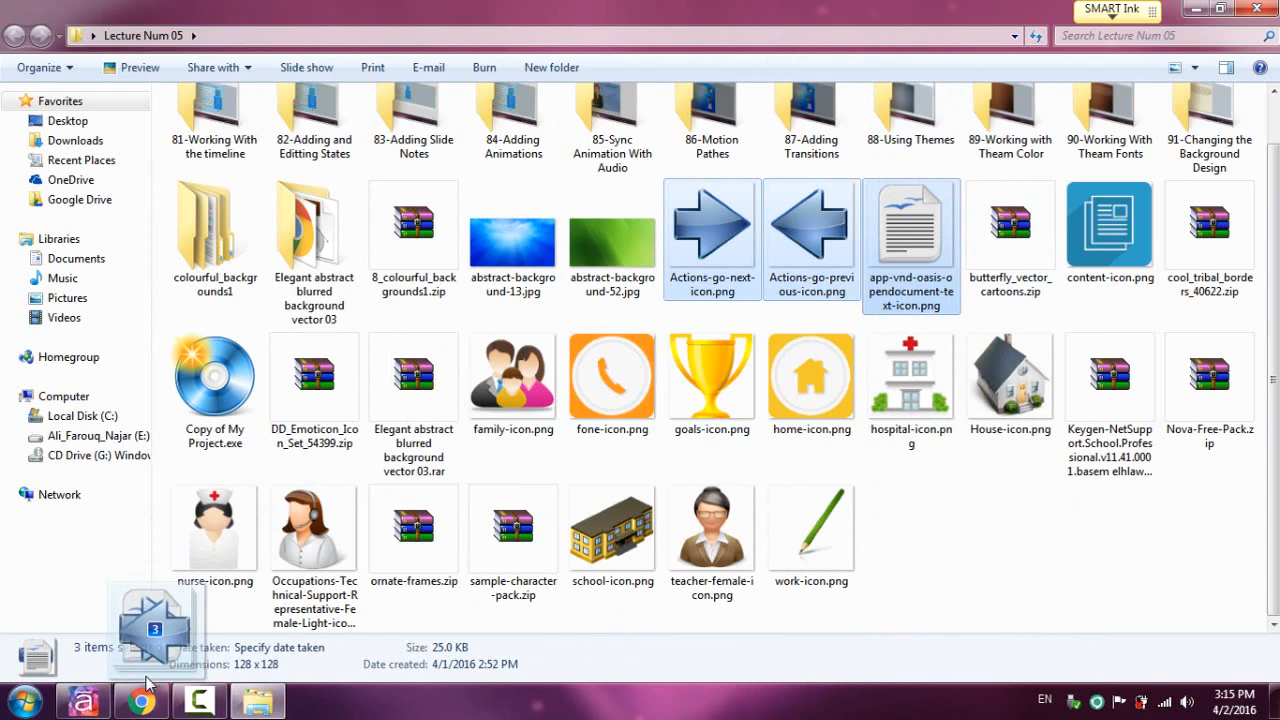 SMART Ink
Lecture Num 05
Search Lecture Num 05
Organize
Preview
Share with
Slide show
Print
E-mail
Burn
New folder
Favorites
Desktop
Downloads
Recent Places
OneDrive
Google Drive
Libraries
Documents
Music
Pictures
Videos
Homegroup
Computer
Local Disk (C:)
Ali_Farouq_Najar (E:)
CD Drive (G:) Window
Network
81-Working With
the timeline
82-Adding and
Editting States
83-Adding Slide
Notes
84-Adding
Animations
85-Sync
Animation With
Audio
86-Motion
Pathes
87-Adding
Transitions
88-Using Themes
89-Working with
Theam Color
90-Working With
Theam Fonts
91-Changing the
Background
Design
colourful_backgr
ounds1
Elegant abstract
blurred
background
vector 03
8_colourful_back
grounds1.zip
abstract-backgro
und-13.jpg
abstract-backgro
und-52.jpg
Actions-go-next-
icon.png
Actions-go-previ
ous-icon.png
app-vnd-oasis-o
pendocument-te
xt-icon.png
butterfly_vector_
cartoons.zip
content-icon.png
cool_tribal_borde
rs_40622.zip
Copy of My
Project.exe
DD_Emoticon_Ico
n_Set_54399.zip
Elegant abstract
blurred
background
vector 03.rar
family-icon.png
fone-icon.png
goals-icon.png
home-icon.png
hospital-icon.pn
g
House-icon.png
Keygen-NetSupp
ort.School.Profes
sional.v11.41.000
1.basem elhlaw...
Nova-Free-Pack.z
ip
nurse-icon.png
Occupations-Tec
hnical-Support-R
epresentative-Fe
male-Light-ico...
ornate-frames.zip
sample-character
-pack.zip
school-icon.png
teacher-female-i
con.png
work-icon.png
3
3 items
taken: Specify date taken
Dimensions: 128 x 128
Size: 25.0 KB
Date created: 4/1/2016 2:52 PM
EN
3:15 PM
4/2/2016